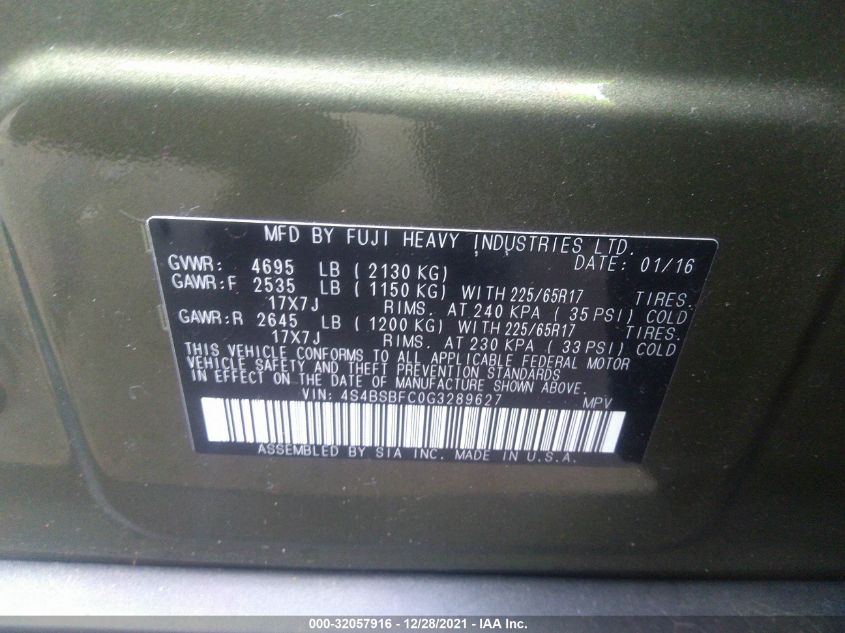 MFD BY FUJI HEAVY INDUSTRIES LTD.
GVWR: 4695 LB ( 2130 KG) DATE: 01/16
GAWR:F 2535 LB ( 1150 KG) WITH 225/65R17 TIRES.
17X7J RIMS. AT 240 KPA ( 35 PSI) COLD
GAWR:R 2645 LB ( 1200 KG) WITH 225/65R17 TIRES.
17X7J RIMS. AT 230 KPA ( 33 PSI) COLD
THIS VEHICLE CONFORMS TO ALL APPLICABLE FEDERAL MOTOR
VEHICLE SAFETY AND THEFT PREVENTION STANDARDS
IN EFFECT ON THE DATE OF MANUFACTURE SHOWN ABOVE.
VIN: 4S4BSBFC0G3289627 MPV
ASSEMBLED BY SIA INC. MADE IN U.S.A.
000-32057916 - 12/28/2021 - IAA Inc.